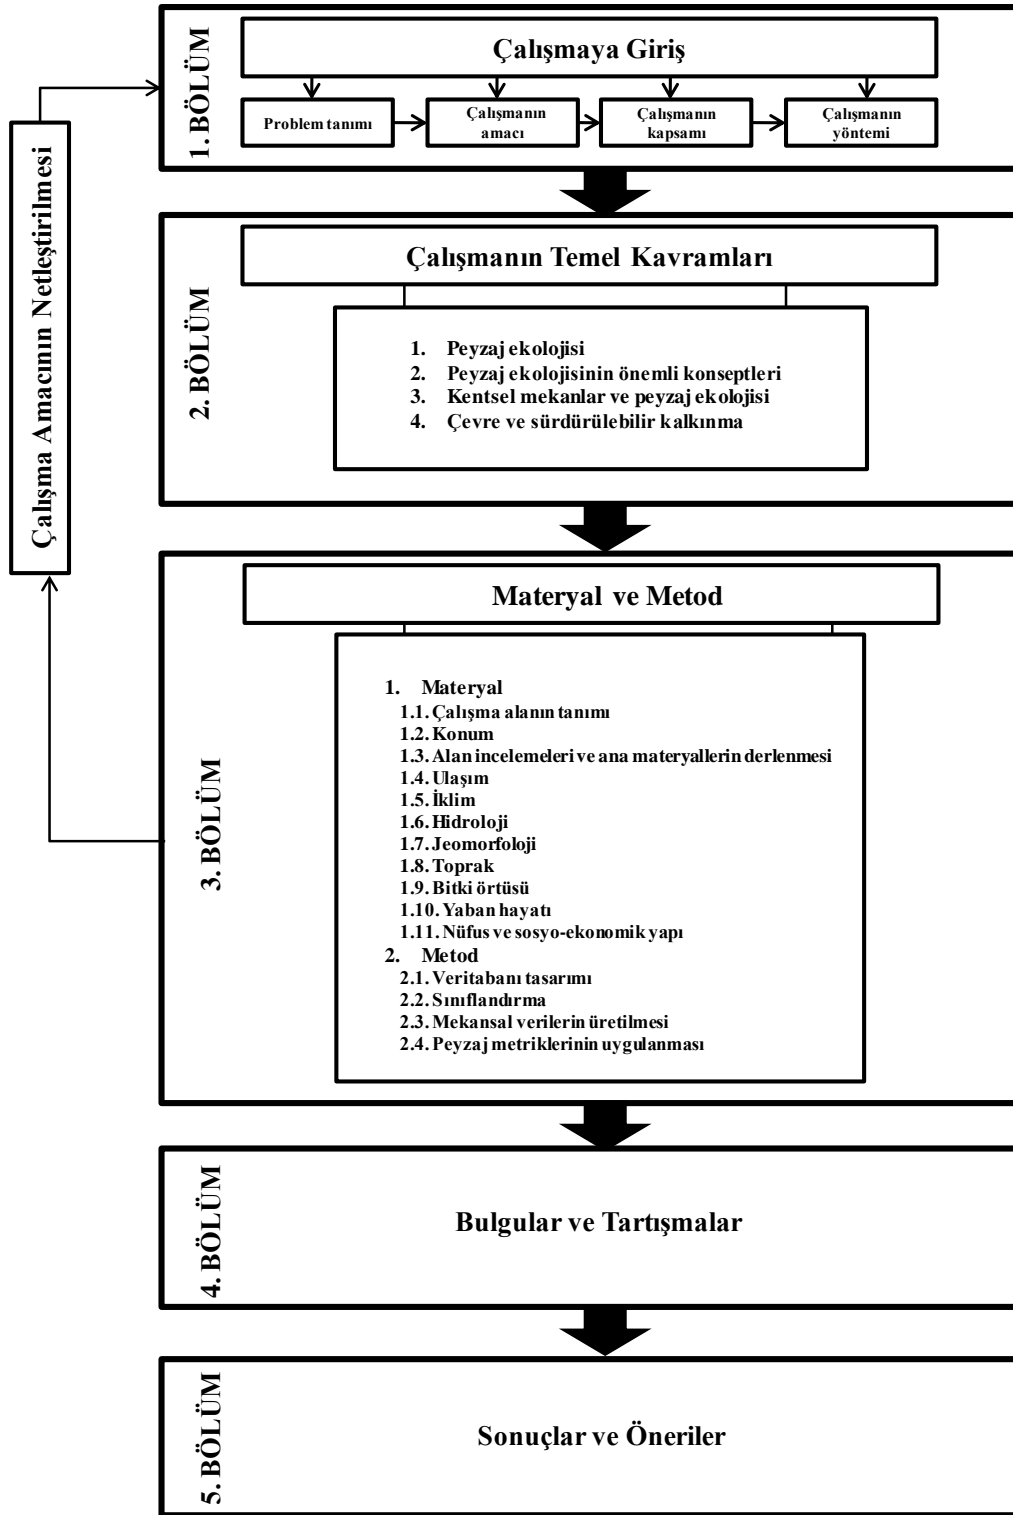 1. BÖLÜM
Çalışmaya Giriş
Problem tanımı
Çalışmanın
amacı
Çalışmanın
kapsamı
Çalışmanın
yöntemi
Çalışma Amacının Netleştirilmesi
2. BÖLÜM
Çalışmanın Temel Kavramları
1. Peyzaj ekolojisi
2. Peyzaj ekolojisinin önemli konseptleri
3. Kentsel mekanlar ve peyzaj ekolojisi
4. Çevre ve sürdürülebilir kalkınma
3. BÖLÜM
Materyal ve Metod
1. Materyal
1.1. Çalışma alanın tanımı
1.2. Konum
1.3. Alan incelemeleri ve ana materyallerin derlenmesi
1.4. Ulaşım
1.5. İklim
1.6. Hidroloji
1.7. Jeomorfoloji
1.8. Toprak
1.9. Bitki örtüsü
1.10. Yaban hayatı
1.11. Nüfus ve sosyo-ekonomik yapı
2. Metod
2.1. Veritabanı tasarımı
2.2. Sınıflandırma
2.3. Mekansal verilerin üretilmesi
2.4. Peyzaj metriklerinin uygulanması
4. BÖLÜM
Bulgular ve Tartışmalar
5. BÖLÜM
Sonuçlar ve Öneriler